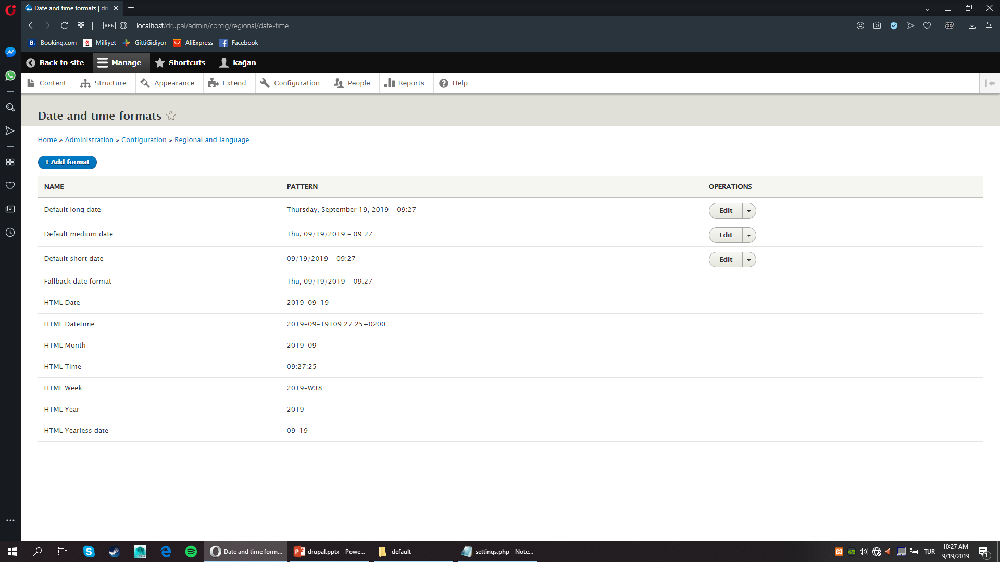 Date and time formats | dru
VPN
localhost/drupal/admin/config/regional/date-time
B. Booking.com Milliyet GittiGidiyor AliExpress Facebook
Back to site Manage Shortcuts kağan
Content Structure Appearance Extend Configuration People Reports Help
Date and time formats
Home » Administration » Configuration » Regional and language
+ Add format
NAME PATTERN OPERATIONS
Default long date Thursday, September 19, 2019 - 09:27 Edit
Default medium date Thu, 09/19/2019 - 09:27 Edit
Default short date 09/19/2019 - 09:27 Edit
Fallback date format Thu, 09/19/2019 - 09:27
HTML Date 2019-09-19
HTML Datetime 2019-09-19T09:27:25+0200
HTML Month 2019-09
HTML Time 09:27:25
HTML Week 2019-W38
HTML Year 2019
HTML Yearless date 09-19
Date and time form... drupal.pptx - Powe... default settings.php - Note... TUR 10:27 AM
9/19/2019 1